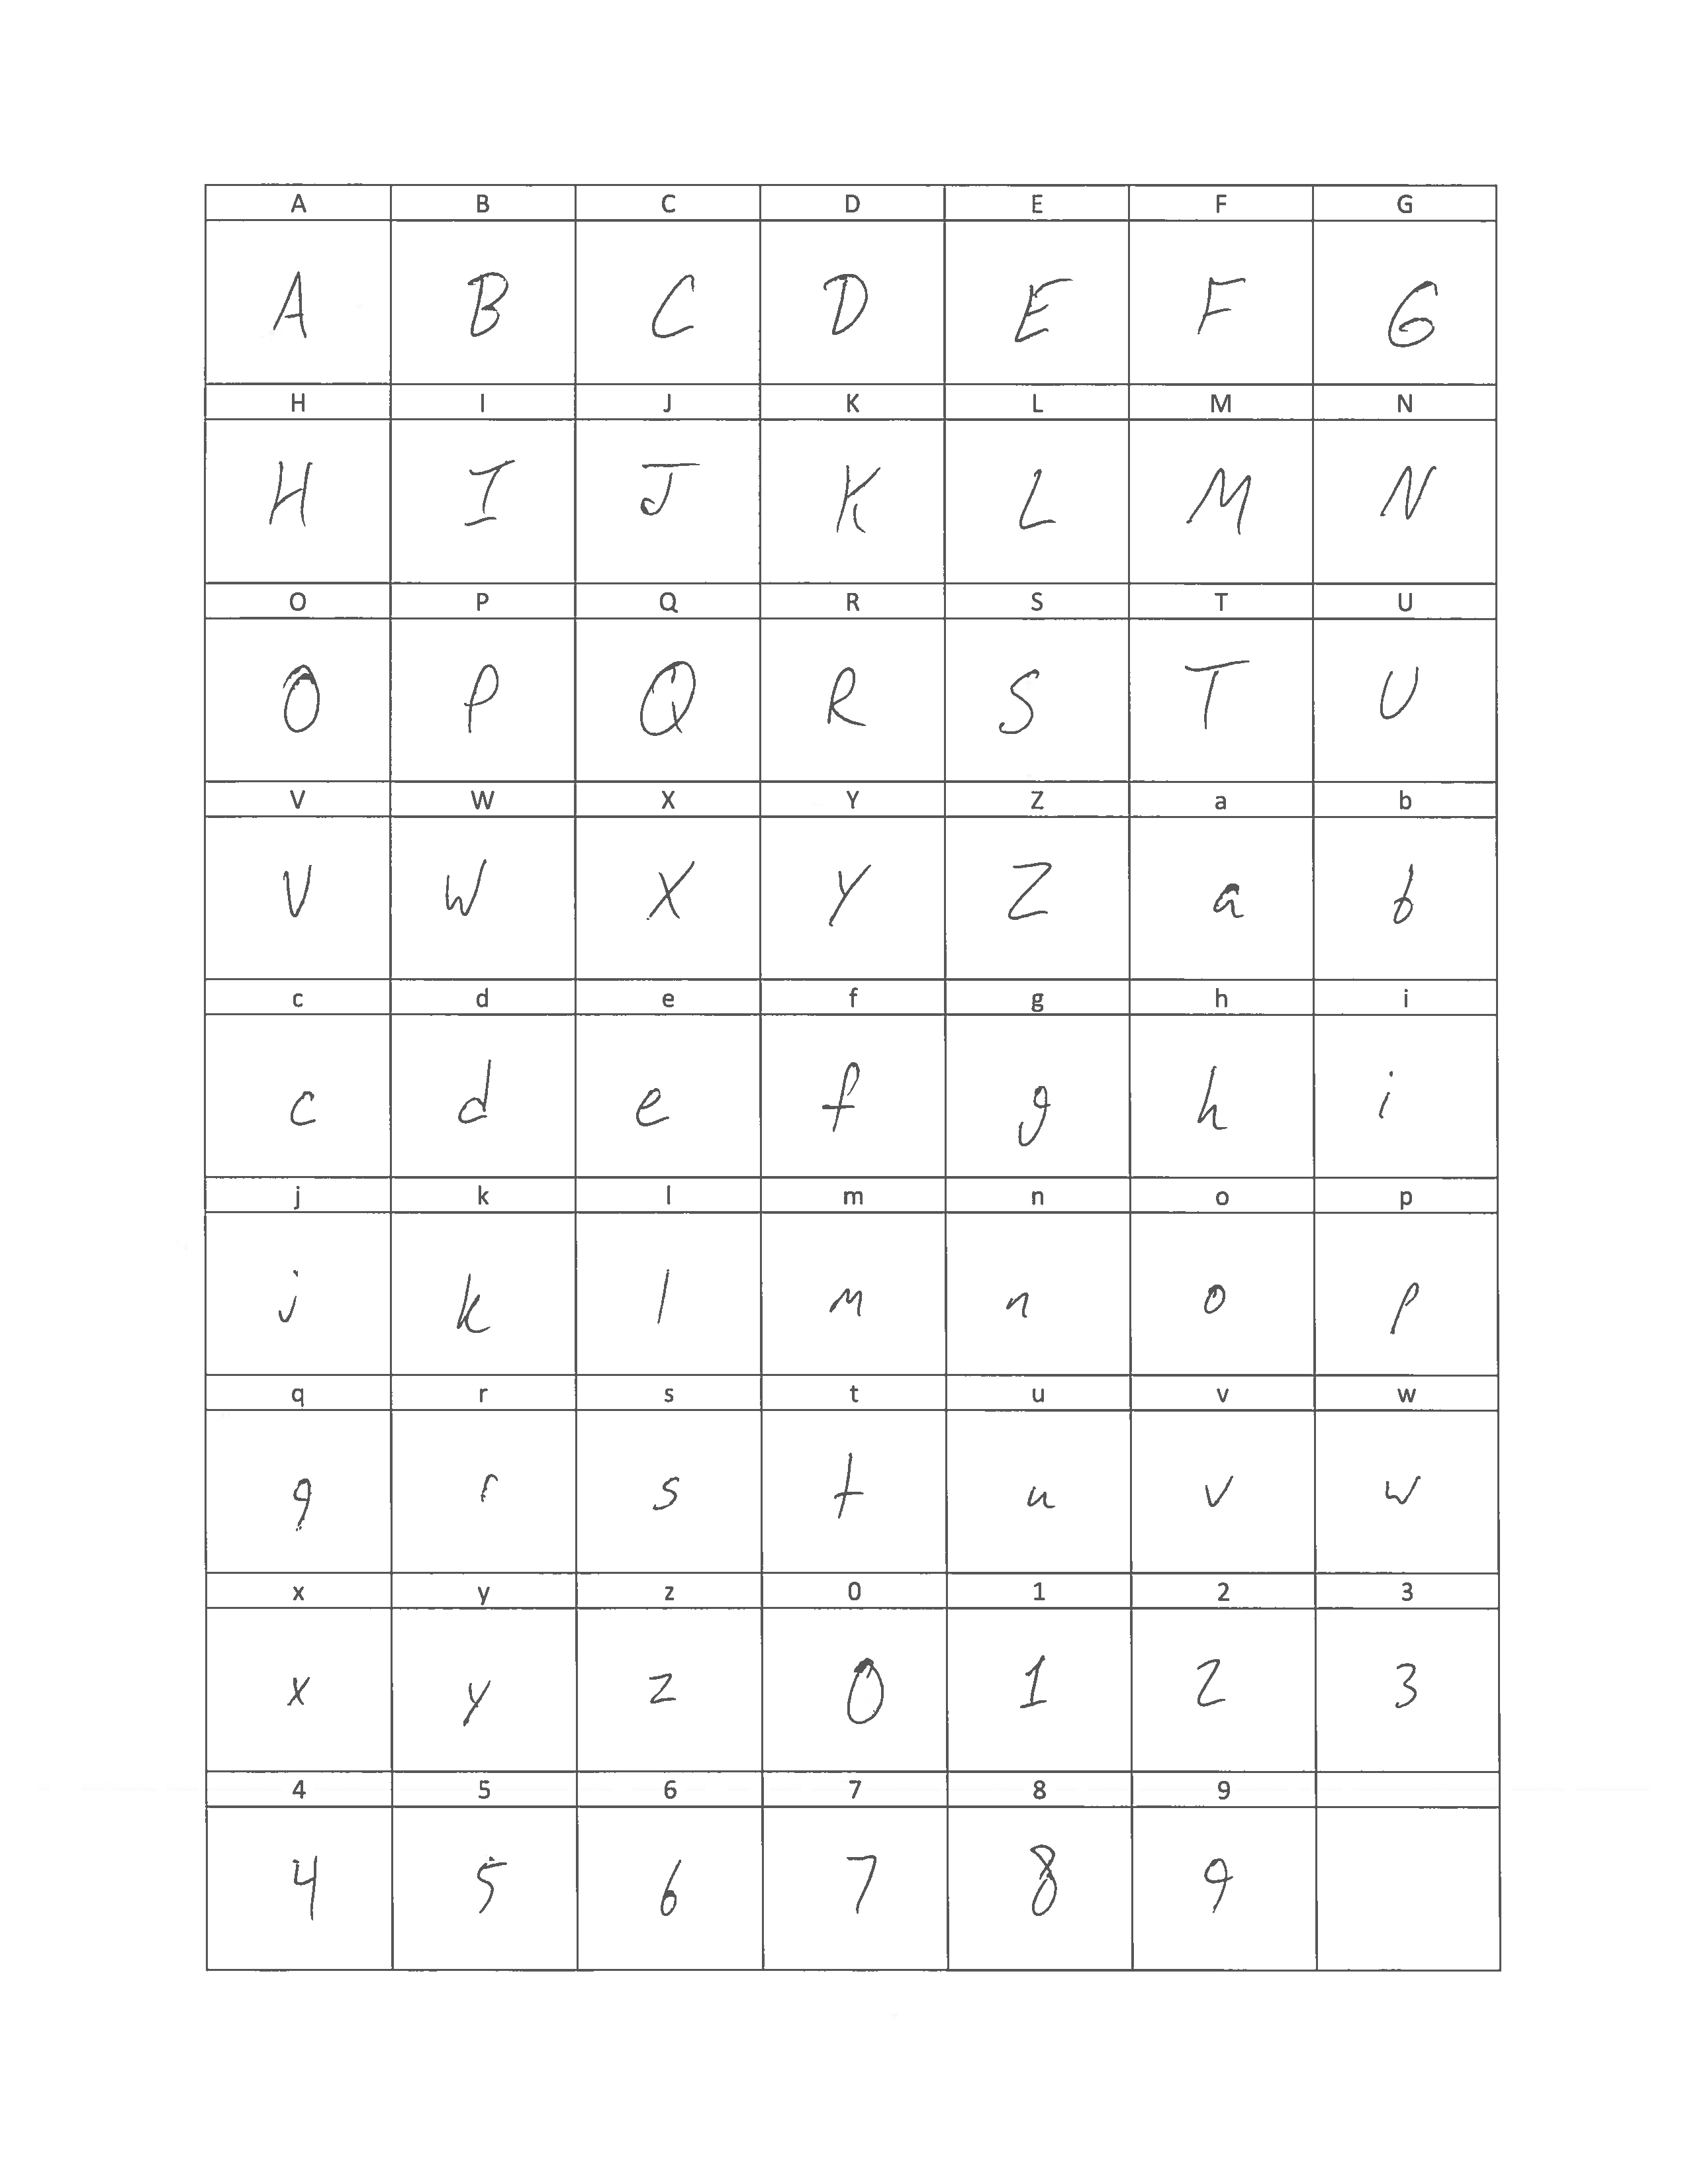 A B C D E F G
A B C D E F G
H I J K L M N
H I J K L M N
O P Q R S T U
O P Q R S T U
V W X Y Z a b
V W X Y Z a b
c d e f g h i
c d e f g h i
j k l m n o p
j k l m n o p
q r s t u v w
q r s t u v w
x y z 0 1 2 3
x y z 0 1 2 3
4 5 6 7 8 9
4 5 6 7 8 9